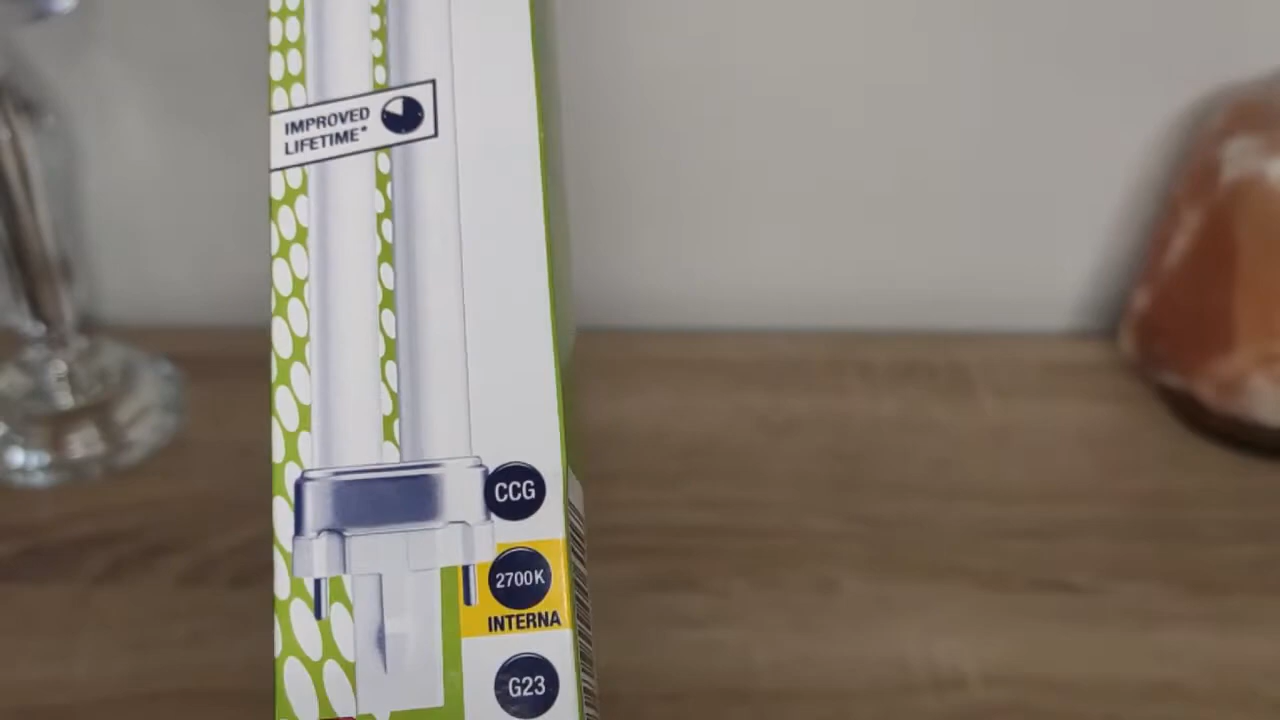 IMPROVED
LIFETIME*
CCG
2700K
INTERNA
G23